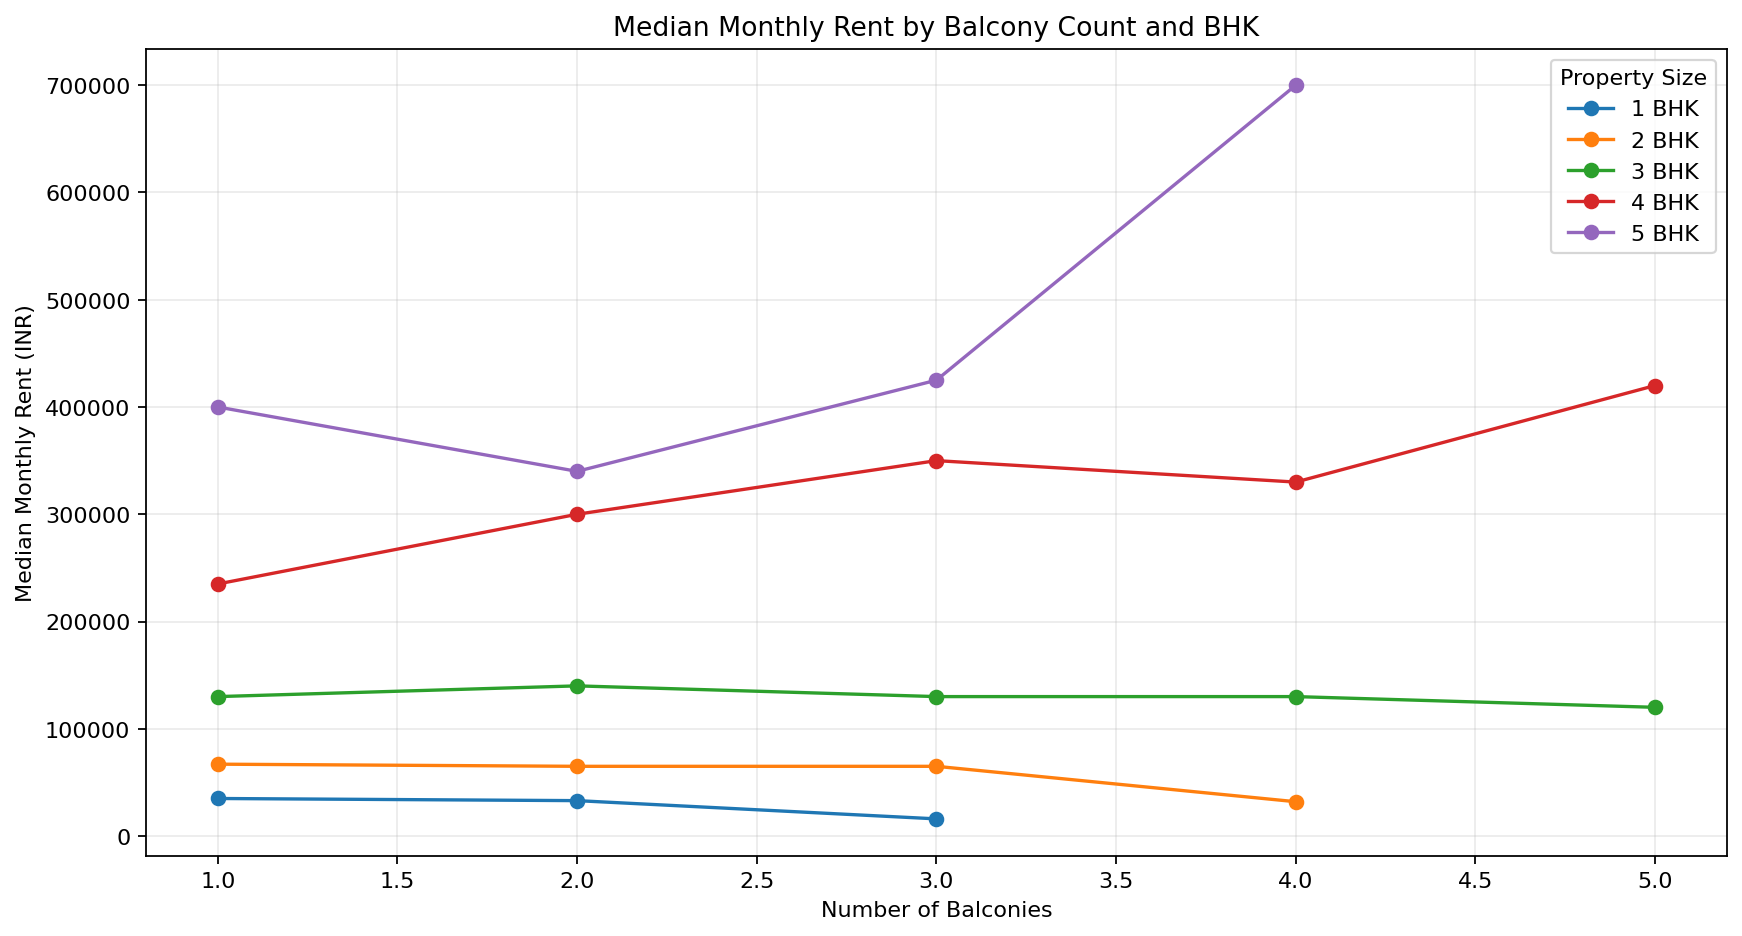 Median Monthly Rent by Balcony Count and BHK
Median Monthly Rent (INR)
700000
600000
500000
400000
300000
200000
100000
0
Property Size
1 BHK
2 BHK
3 BHK
4 BHK
5 BHK
1.0 1.5 2.0 2.5 3.0 3.5 4.0 4.5 5.0
Number of Balconies